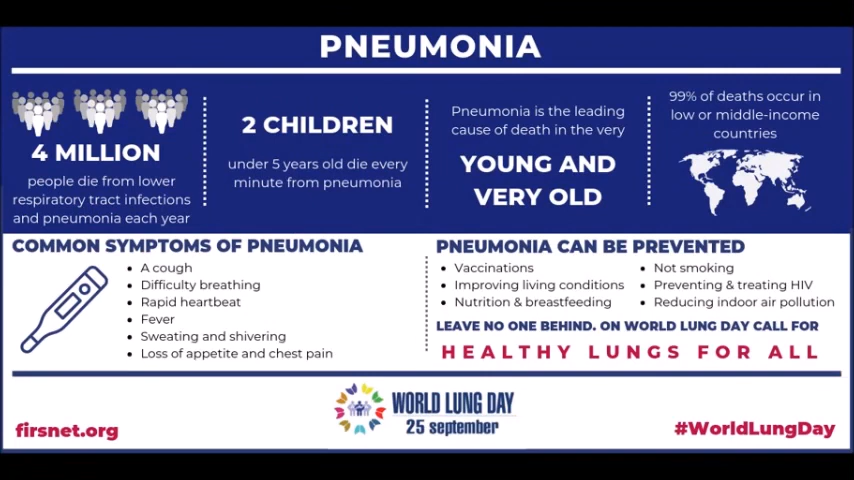 PNEUMONIA
4 MILLION
people die from lower
respiratory tract infections
and pneumonia each year
2 CHILDREN
under 5 years old die every
minute from pneumonia
Pneumonia is the leading
cause of death in the very
YOUNG AND
VERY OLD
99% of deaths occur in
low or middle-income
countries
COMMON SYMPTOMS OF PNEUMONIA
• A cough
• Difficulty breathing
• Rapid heartbeat
• Fever
• Sweating and shivering
• Loss of appetite and chest pain
PNEUMONIA CAN BE PREVENTED
• Vaccinations
• Improving living conditions
• Nutrition & breastfeeding
• Not smoking
• Preventing & treating HIV
• Reducing indoor air pollution
LEAVE NO ONE BEHIND. ON WORLD LUNG DAY CALL FOR
HEALTHY LUNGS FOR ALL
firsnet.org
WORLD LUNG DAY
25 september
#WorldLungDay